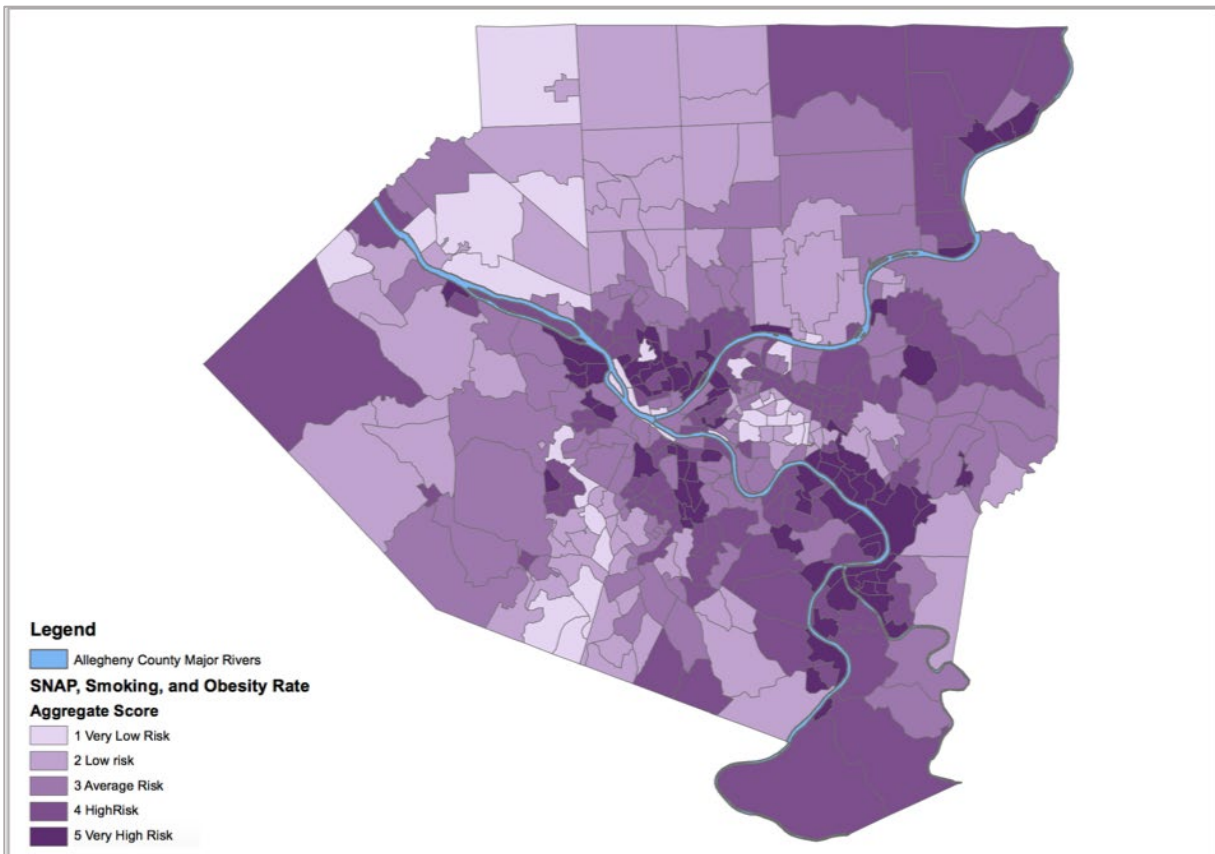 Legend
Allegheny County Major Rivers
SNAP, Smoking, and Obesity Rate
Aggregate Score
1 Very Low Risk
2 Low risk
3 Average Risk
4 HighRisk
5 Very High Risk